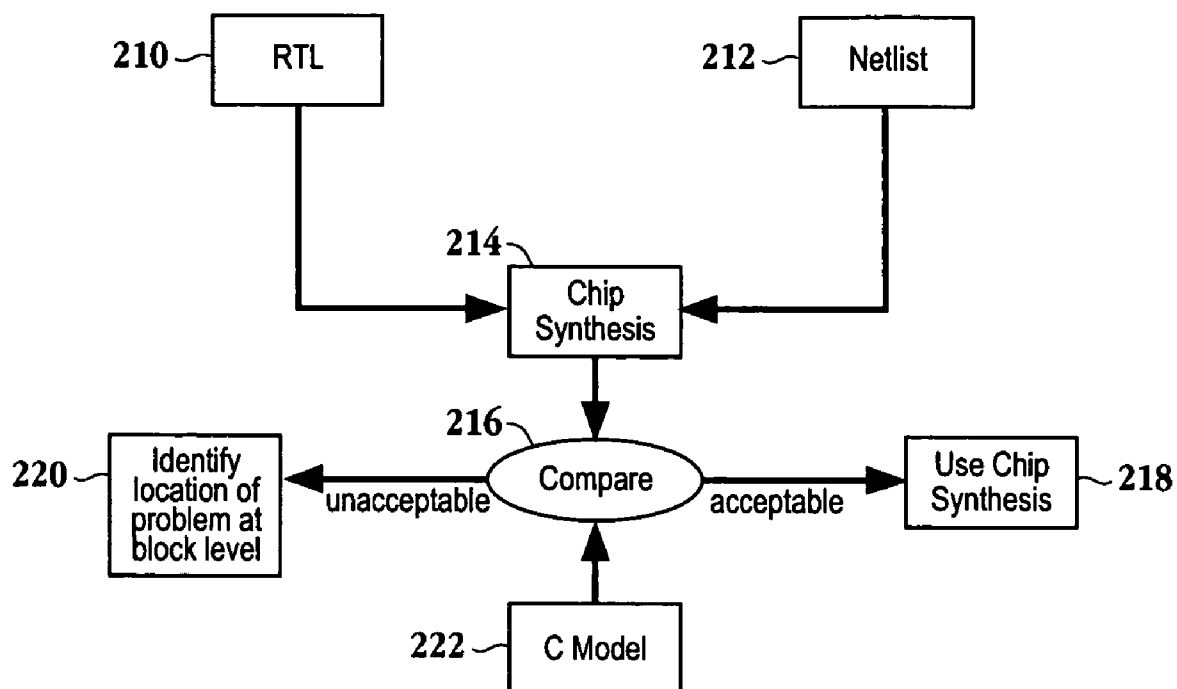 210
RTL
212
Netlist
214
Chip
Synthesis
216
Compare
220
Identify
location of
problem at
block level
unacceptable
acceptable
Use Chip
Synthesis
218
222
C Model